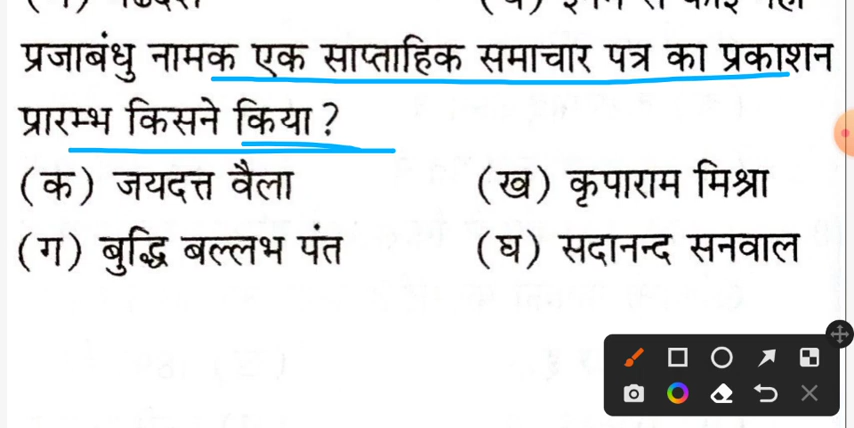 प्रजाबंधु नामक एक साप्ताहिक समाचार पत्र का प्रकाशन
प्रारम्भ किसने किया?
(क) जयदत्त वैला (ख) कृपाराम मिश्रा
(ग) बुद्धि बल्लभ पंत (घ) सदानन्द सनवाल